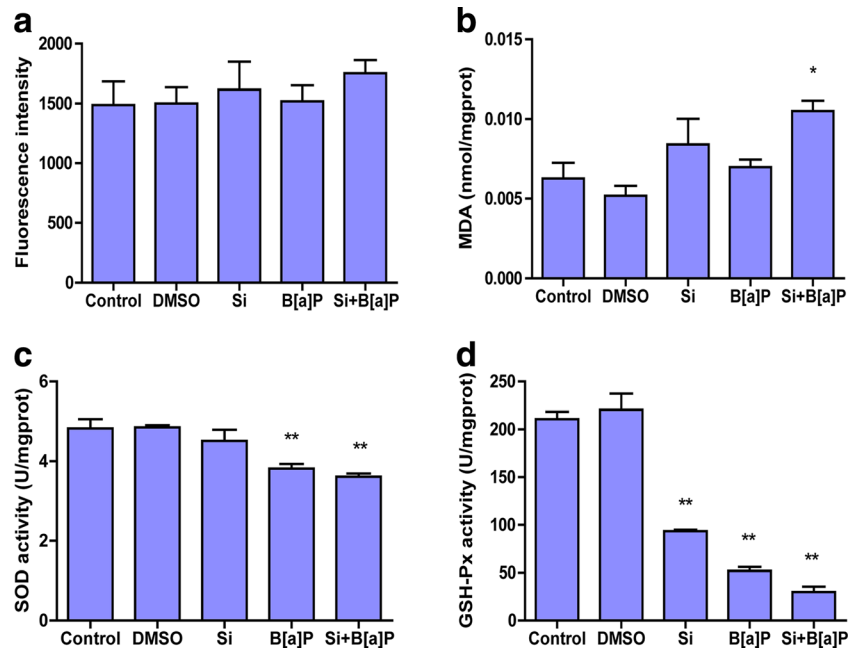 a
Fluorescence intensity
2000
1500
1000
500
0
Control DMSO Si B[a]P Si+B[a]P
b
MDA (nmol/mgprot)
0.015
0.010
0.005
0.000
*
Control DMSO Si B[a]P Si+B[a]P
c
SOD activity (U/mgprot)
6
4
2
0
** **
Control DMSO Si B[a]P Si+B[a]P
d
GSH-Px activity (U/mgprot)
250
200
150
100
50
0
** ** **
Control DMSO Si B[a]P Si+B[a]P